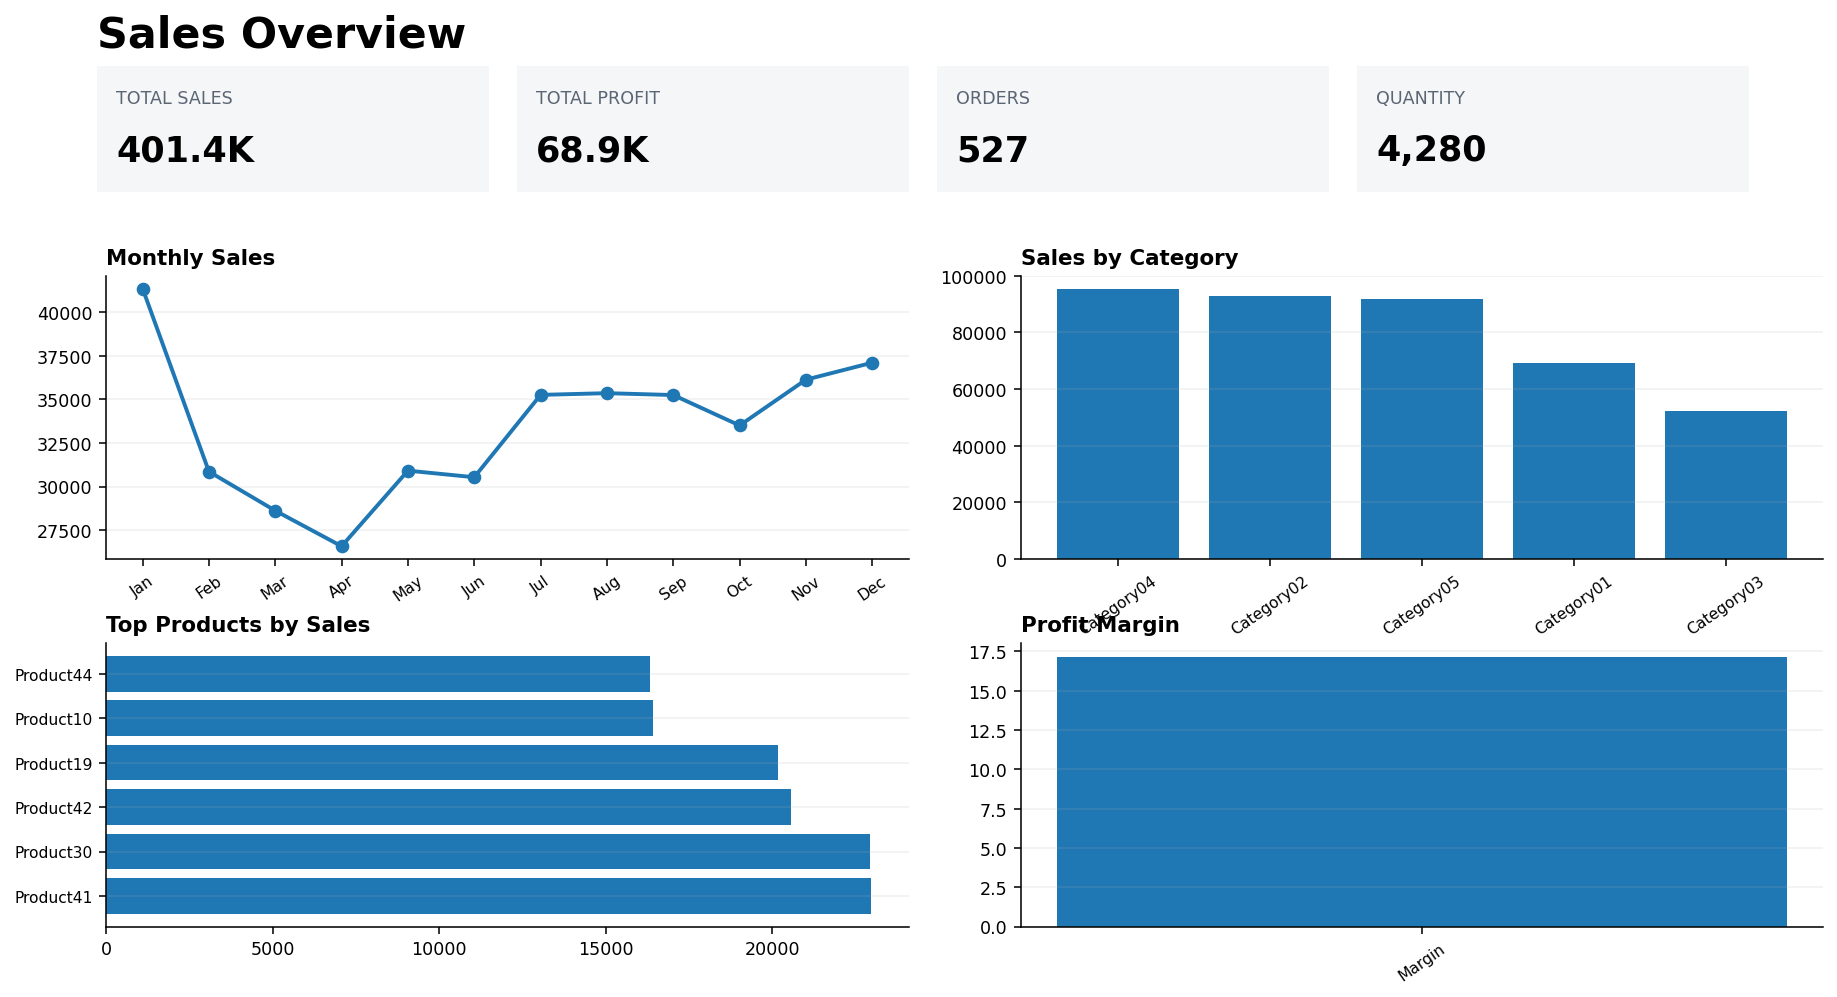 Sales Overview
TOTAL SALES
401.4K
TOTAL PROFIT
68.9K
ORDERS
527
QUANTITY
4,280
Monthly Sales
40000
37500
35000
32500
30000
27500
Jan Feb Mar Apr May Jun Jul Aug Sep Oct Nov Dec
Sales by Category
100000
80000
60000
40000
20000
0
Category04 Category02 Category05 Category01 Category03
Top Products by Sales
Product44
Product10
Product19
Product42
Product30
Product41
0 5000 10000 15000 20000
Profit Margin
17.5
15.0
12.5
10.0
7.5
5.0
2.5
0.0
Margin